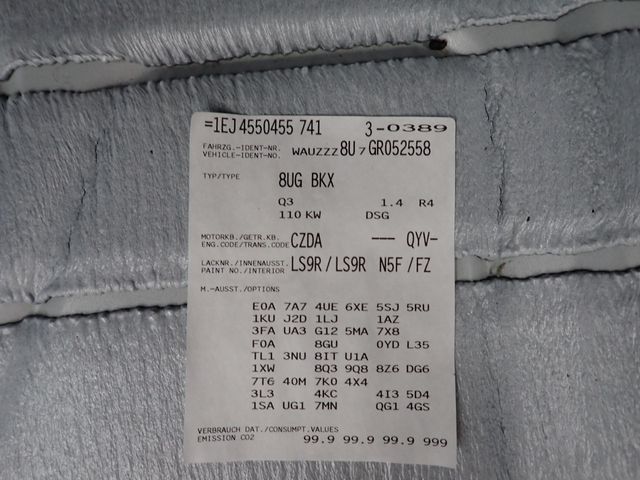 =1EJ 4550455 741 3-0389
FAHRZG.-IDENT-NR.
VEHICLE-IDENT-NO. WAUZZZ8U7GR052558
TYP/TYPE 8UG BKX
Q3 1.4 R4
110 KW DSG
MOTORKB./GETR.KB.
ENG.CODE/TRANS.CODE CZDA --- QYV-
LACKNR./INNENAUSST.
PAINT NO./INTERIOR LS9R/LS9R N5F/FZ
M.-AUSST./OPTIONS
E0A 7A7 4UE 6XE 5SJ 5RU
1KU J2D 1LJ 1AZ
3FA UA3 G12 5MA 7X8
F0A 8GU 0YD L35
TL1 3NU 8IT U1A
1XW 8Q3 9Q8 8Z6 DG6
7T6 40M 7K0 4X4
3L3 4KC 4I3 5D4
1SA UG1 7MN QG1 4GS
VERBRAUCH DAT./CONSUMPT.VALUES
EMISSION CO2 99.9 99.9 99.9 999